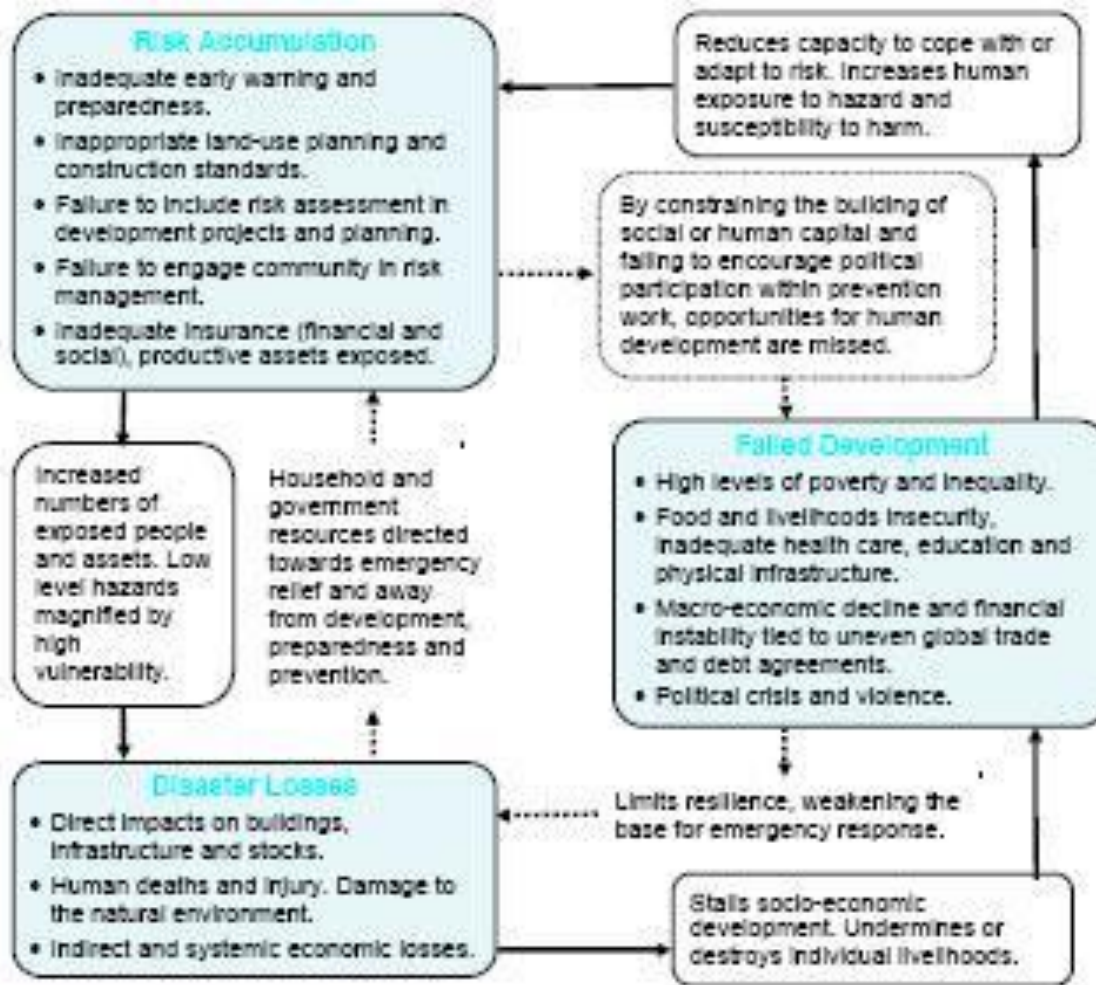 Risk Accumulation
• Inadequate early warning and
preparedness.
• Inappropriate land-use planning and
construction standards.
• Failure to include risk assessment in
development projects and planning.
• Failure to engage community in risk
management.
• Inadequate insurance (financial and
social), productive assets exposed.
Reduces capacity to cope with or
adapt to risk. Increases human
exposure to hazard and
susceptibility to harm.
By constraining the building of
social or human capital and
failing to encourage political
participation within prevention
work, opportunities for human
development are missed.
Increased
numbers of
exposed people
and assets. Low
level hazards
magnified by
high
vulnerability.
Household and
government
resources directed
towards emergency
relief and away
from development,
preparedness and
prevention.
Failed Development
• High levels of poverty and inequality.
• Food and livelihoods insecurity,
inadequate health care, education and
physical infrastructure.
• Macro-economic decline and financial
instability tied to uneven global trade
and debt agreements.
• Political crisis and violence.
Disaster Losses
• Direct impacts on buildings,
infrastructure and stocks.
• Human deaths and injury. Damage to
the natural environment.
• Indirect and systemic economic losses.
Limits resilience, weakening the
base for emergency response.
Stalls socio-economic
development. Undermines or
destroys individual livelihoods.